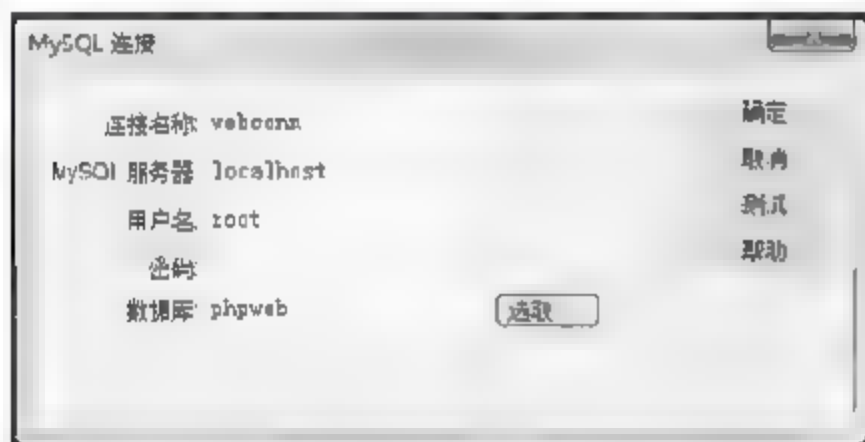 MySQL 连接
连接名称: webconn
确定
MySQL 服务器: localhost
取消
用户名: root
测试
密码:
帮助
数据库: phpweb
选取